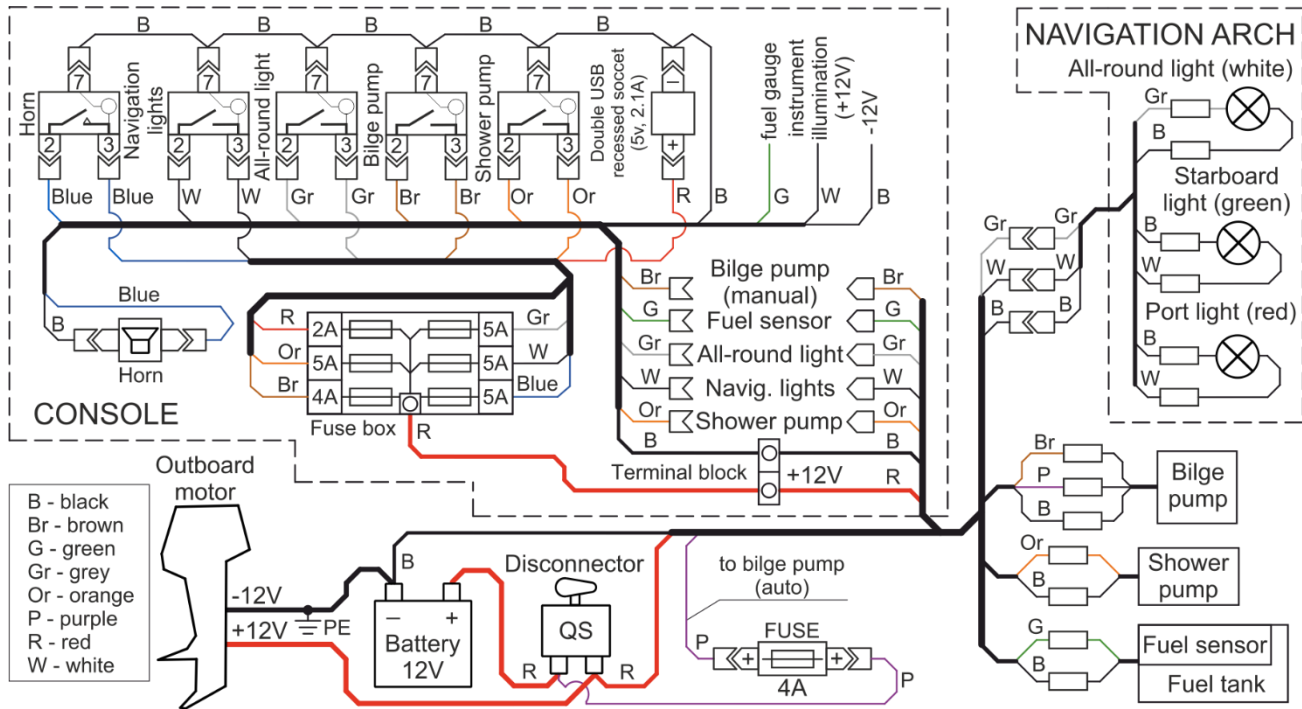 B B B B B
7 7 7 7 7 –
Horn
Navigation
lights
All-round light
Bilge pump
Shower pump
Double USB
recessed soccet
(5v, 2.1A)
fuel gauge
instrument
illumination
(+12V)
-12V
2 3 2 3 2 3 2 3 2 3 +
Blue Blue W W Gr Gr Br Br Or Or R B G W B
Blue
B
Horn
CONSOLE
R 2A 5A Gr
Or 5A 5A W
Br 4A 5A Blue
Fuse box
R
Br Bilge pump Br
(manual)
G Fuel sensor G
Gr All-round light Gr
W Navig. lights W
Or Shower pump Or
B B
Terminal block +12V R
NAVIGATION ARCH
All-round light (white)
Gr
B
Starboard
light (green)
B
W
Port light (red)
B
W
Gr Gr
W W
B B
Br
P
B
Bilge
pump
Or
B
Shower
pump
G
B
Fuel sensor
Fuel tank
Outboard
motor
B - black
Br - brown
G - green
Gr - grey
Or - orange
P - purple
R - red
W - white
-12V
PE
+12V
B
– +
Battery
12V
Disconnector
QS
R R
to bilge pump
(auto)
P
FUSE
+ +
4A
P